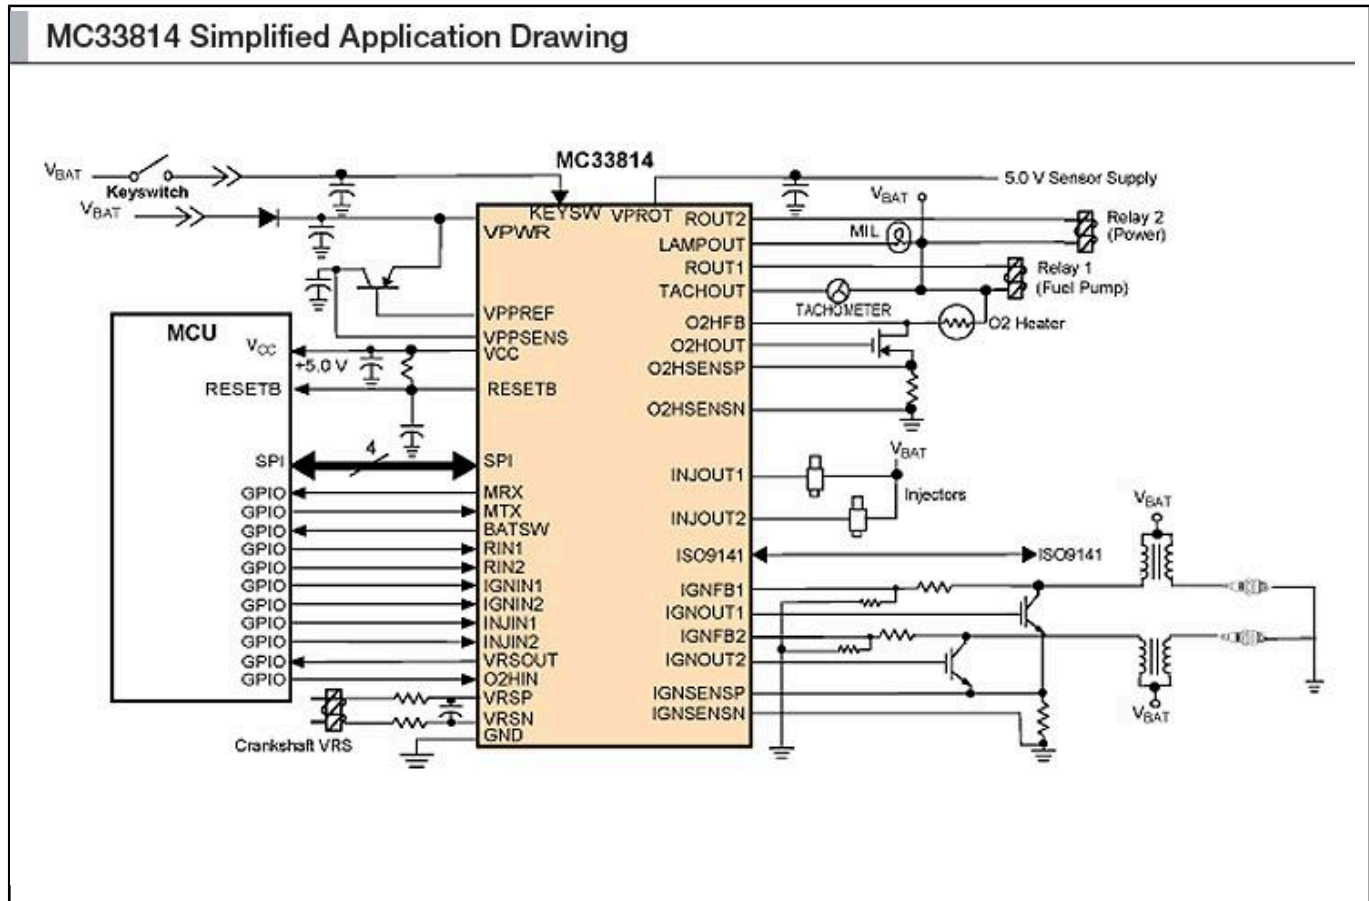 MC33814 Simplified Application Drawing
MC33814
VBAT
Keyswitch
VBAT
5.0 V Sensor Supply
VBAT
KEYSW VPROT
VPWR
ROUT2
Relay 2
(Power)
MIL
LAMPOUT
ROUT1
Relay 1
(Fuel Pump)
TACHOUT
TACHOMETER
VPPREF
O2HFB
O2 Heater
MCU
VPPSENS
O2HOUT
VCC
VCC
+5.0 V
O2HSENSP
RESETB
RESETB
O2HSENSN
4
SPI
SPI
VBAT
INJOUT1
Injectors
GPIO
MRX
VBAT
GPIO
MTX
INJOUT2
GPIO
BATSW
GPIO
RIN1
ISO9141
ISO9141
GPIO
RIN2
GPIO
IGNIN1
IGNFB1
GPIO
IGNIN2
IGNOUT1
GPIO
INJIN1
IGNFB2
GPIO
INJIN2
GPIO
VRSOUT
IGNOUT2
GPIO
O2HIN
VRSP
IGNSENSP
VRSN
IGNSENSN
VBAT
GND
Crankshaft VRS